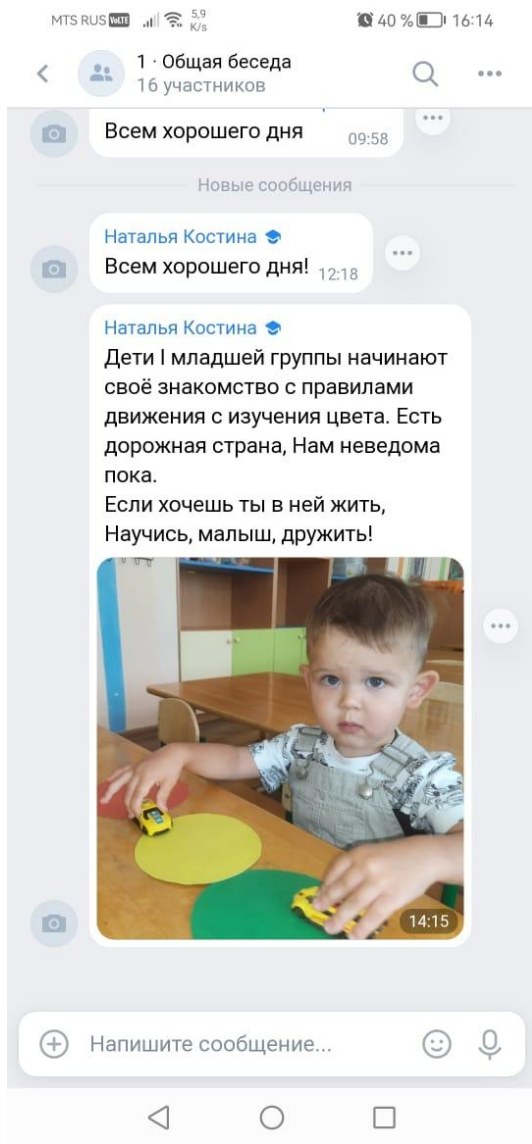 MTS RUS VoLTE 5,9 K/s 40 % 16:14
1 · Общая беседа
16 участников
Всем хорошего дня 09:58
Новые сообщения
Наталья Костина
Всем хорошего дня! 12:18
Наталья Костина
Дети I младшей группы начинают
своё знакомство с правилами
движения с изучения цвета. Есть
дорожная страна, Нам неведома
пока.
Если хочешь ты в ней жить,
Научись, малыш, дружить!
14:15
Напишите сообщение...